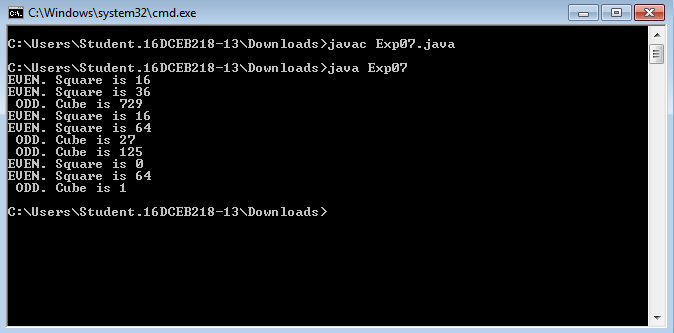 C:\Windows\system32\cmd.exe
C:\Users\Student.16DCEB218-13\Downloads>javac Exp07.java
C:\Users\Student.16DCEB218-13\Downloads>java Exp07
EVEN. Square is 16
EVEN. Square is 36
 ODD. Cube is 729
EVEN. Square is 16
EVEN. Square is 64
 ODD. Cube is 27
 ODD. Cube is 125
EVEN. Square is 0
EVEN. Square is 64
 ODD. Cube is 1
C:\Users\Student.16DCEB218-13\Downloads>